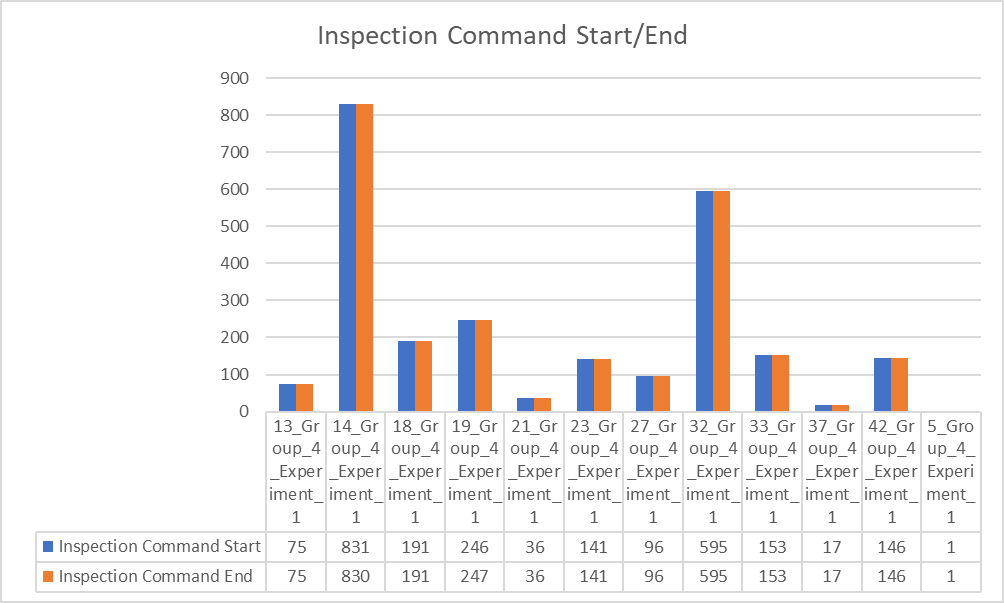 Inspection Command Start/End
900
800
700
600
500
400
300
200
100
0
13_Gr 14_Gr 18_Gr 19_Gr 21_Gr 23_Gr 27_Gr 32_Gr 33_Gr 37_Gr 42_Gr 5_Gro
oup_4 oup_4 oup_4 oup_4 oup_4 oup_4 oup_4 oup_4 oup_4 oup_4 oup_4 up_4_
_Exper _Exper _Exper _Exper _Exper _Exper _Exper _Exper _Exper _Exper _Exper Experi
iment_ iment_ iment_ iment_ iment_ iment_ iment_ iment_ iment_ iment_ iment_ ment_
1 1 1 1 1 1 1 1 1 1 1 1
Inspection Command Start 75 831 191 246 36 141 96 595 153 17 146 1
Inspection Command End 75 830 191 247 36 141 96 595 153 17 146 1